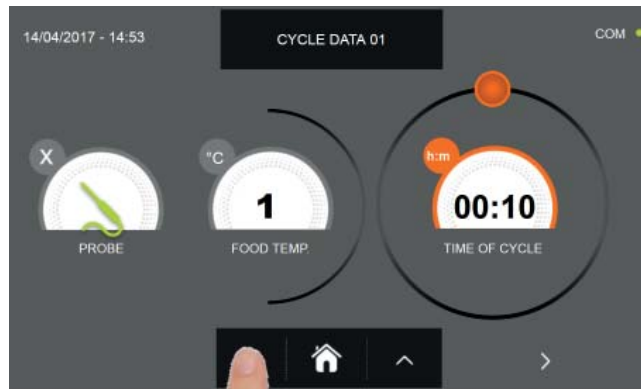 14/04/2017 - 14:53
CYCLE DATA 01
COM
X
PROBE
°C
1
FOOD TEMP.
h:m
00:10
TIME OF CYCLE